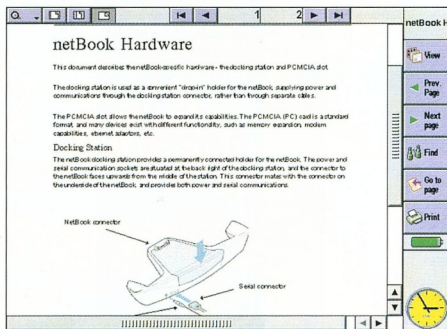 1 2
netBook H
netBook Hardware
This document describes the netBook-specific hardware - the docking station and PCMCIA slot.
The docking station is used as a convenient "drop-in" holder for the netBook, supplying power and
communications through the docking station connector, rather than through separate cables.
The PCMCIA slot allows the netBook to expand its capabilities. The PCMCIA (PC) card is a standard
format, and many devices exist with different functionality, such as memory expansion, modem
capabilities, ethernet adaptors, etc.
Docking Station
The netBook docking station provides a permanently connected holder for the netBook. The power and
serial communication sockets are situated at the back right of the docking station, and the connector to
the netBook faces upwards from the middle of the station. This connector mates with the connector on
the underside of the netBook, and provides both power and serial communications.
NetBook connector
Serial connector
View
Prev.
Page
Next
page
Find
Go to
page
Print